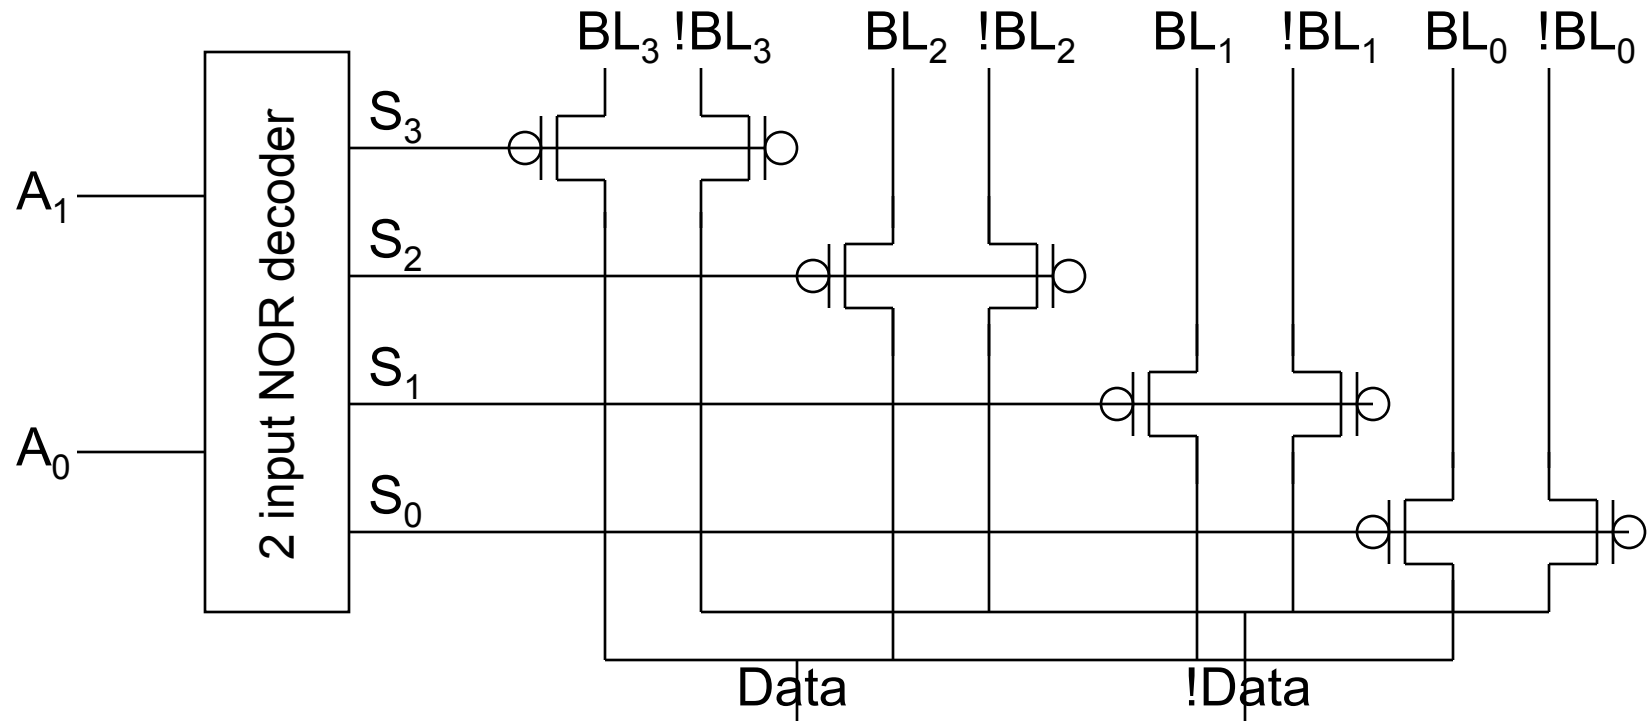 BL3 !BL3 BL2 !BL2 BL1 !BL1 BL0 !BL0
S3
A1
S2
2 input NOR decoder
S1
A0
S0
Data !Data